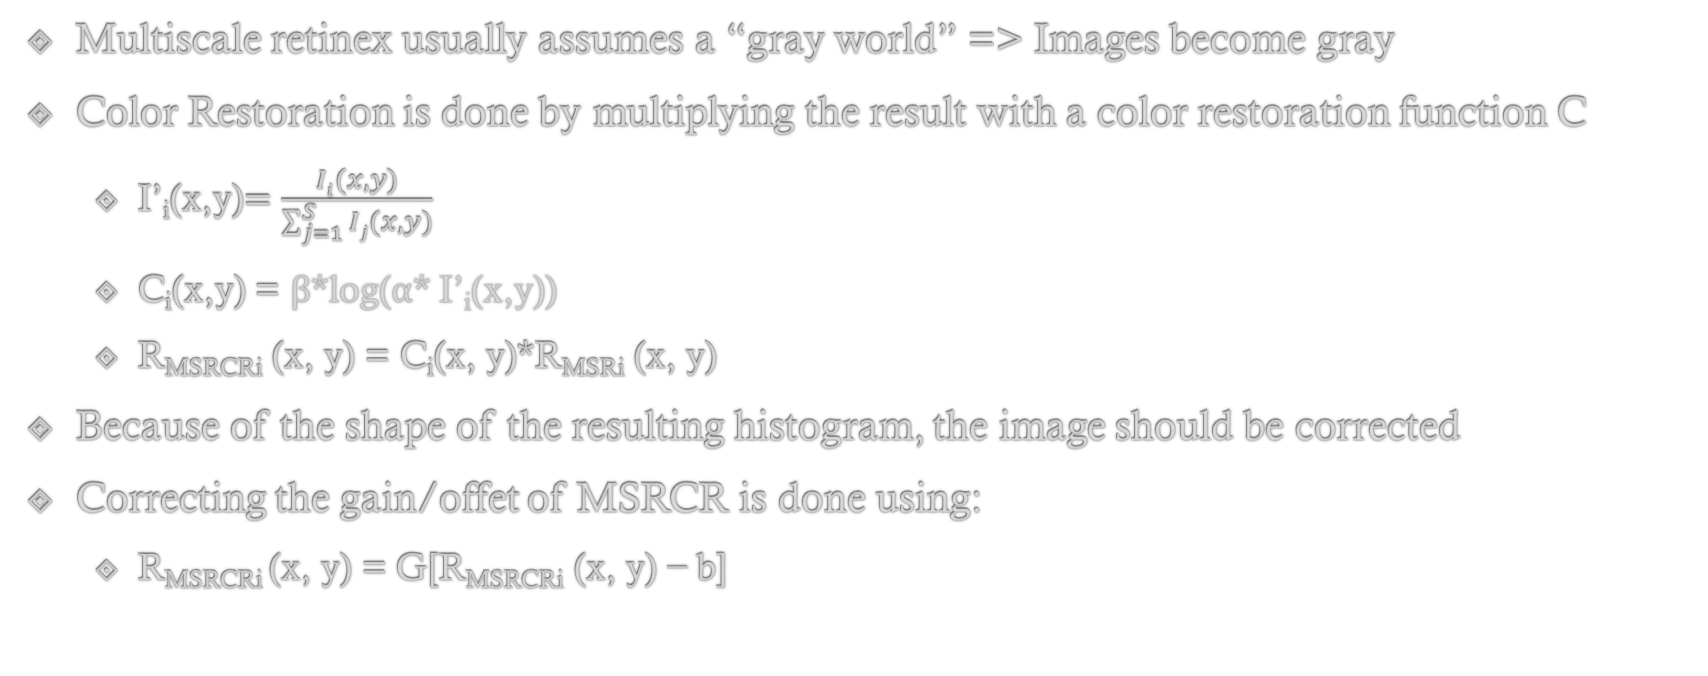 Multiscale retinex usually assumes a “gray world” => Images become gray
Color Restoration is done by multiplying the result with a color restoration function C
I’i(x,y)= Ii(x,y) / ∑j=1^S Ij(x,y)
Ci(x,y) = β*log(α* I’i(x,y))
RMSRCRi (x, y) = Ci(x, y)*RMSRi (x, y)
Because of the shape of the resulting histogram, the image should be corrected
Correcting the gain/offet of MSRCR is done using:
RMSRCRi (x, y) = G[RMSRCRi (x, y) – b]